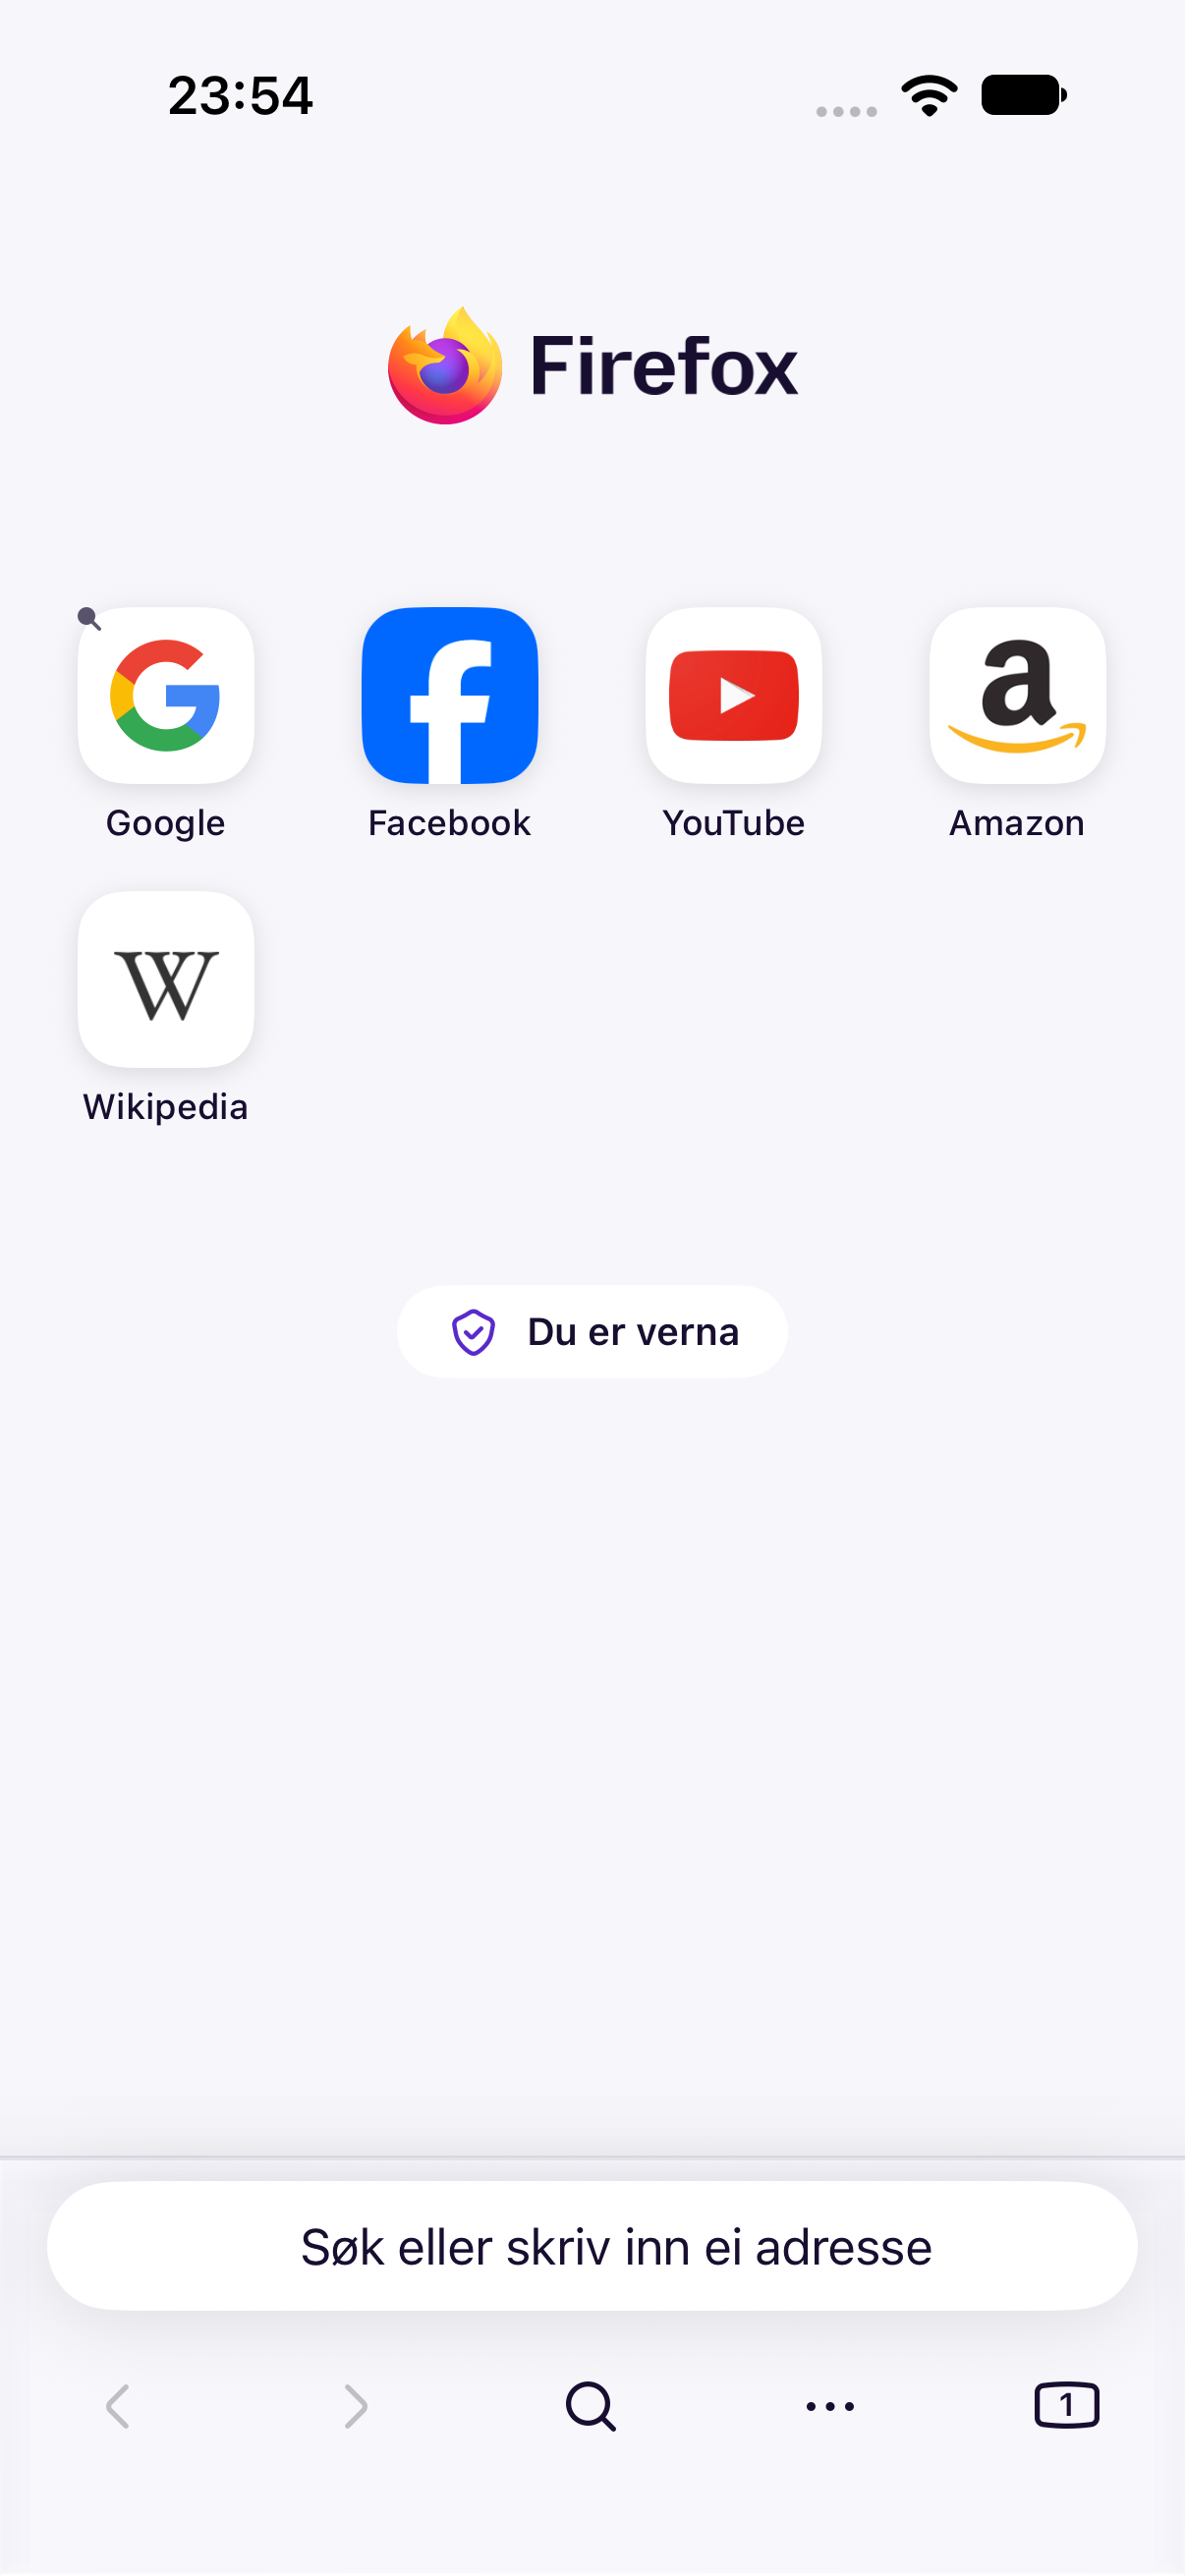 23:54
Firefox
Google
Facebook
YouTube
Amazon
Wikipedia
Du er verna
Søk eller skriv inn ei adresse
1